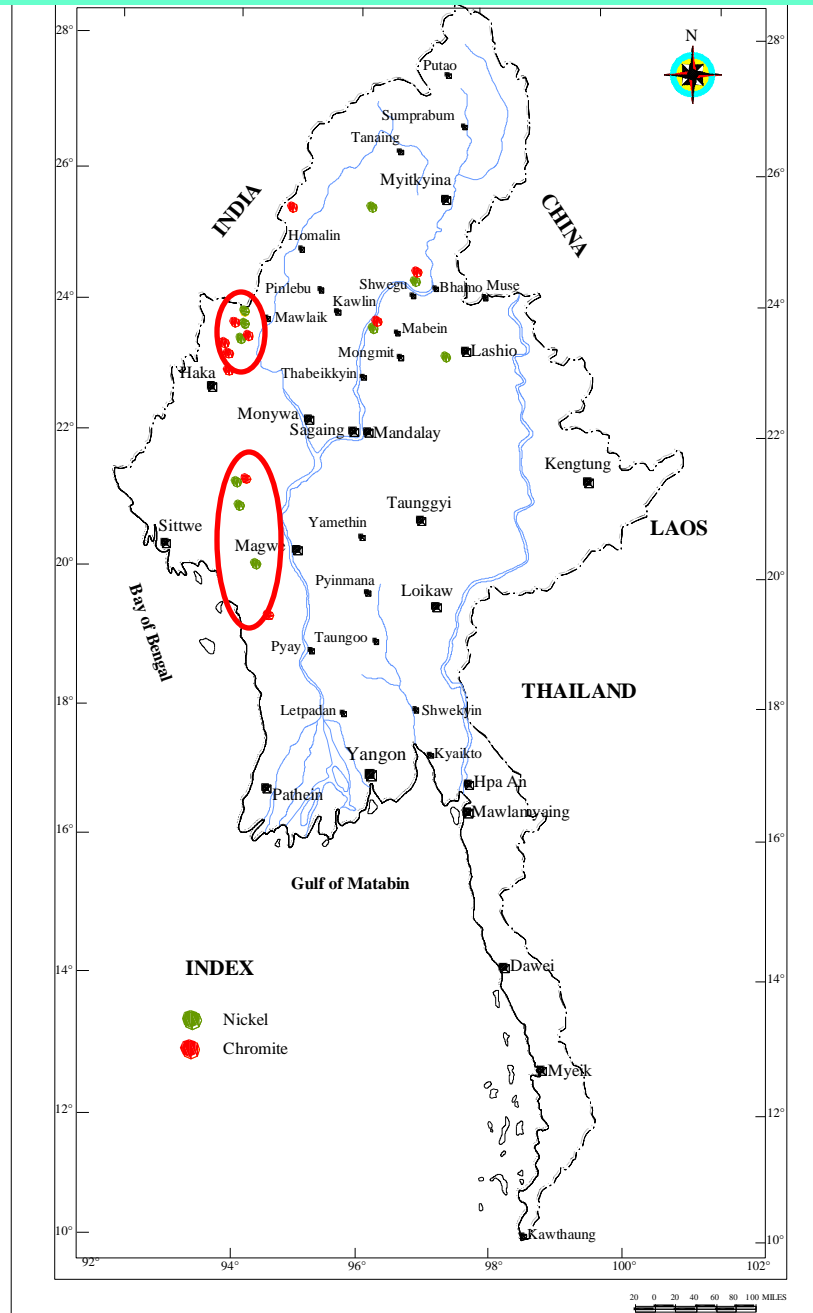 N
28°
28°
Putao
Sumprabum
Tanaing
26°
26°
Myitkyina
INDIA
CHINA
Homalin
Pinlebu
Shwegu
Bhamo
Muse
24°
24°
Kawlin
Mawlaik
Mabein
Mongmit
Lashio
Haka
Thabeikkyin
Monywa
22°
22°
Sagaing
Mandalay
Kengtung
Taunggyi
Sittwe
Yamethin
LAOS
Magwe
20°
20°
Pyinmana
Loikaw
Bay of Bengal
Taungoo
Pyay
THAILAND
18°
18°
Letpadan
Shwekyin
Yangon
Kyaikto
Hpa An
Pathein
Mawlamyaing
16°
16°
Gulf of Matabin
INDEX
Dawei
14°
14°
Nickel
Chromite
Myeik
12°
12°
10°
10°
Kawthaung
92°
94°
96°
98°
100°
102°
20 0 20 40 60 80 100 MILES